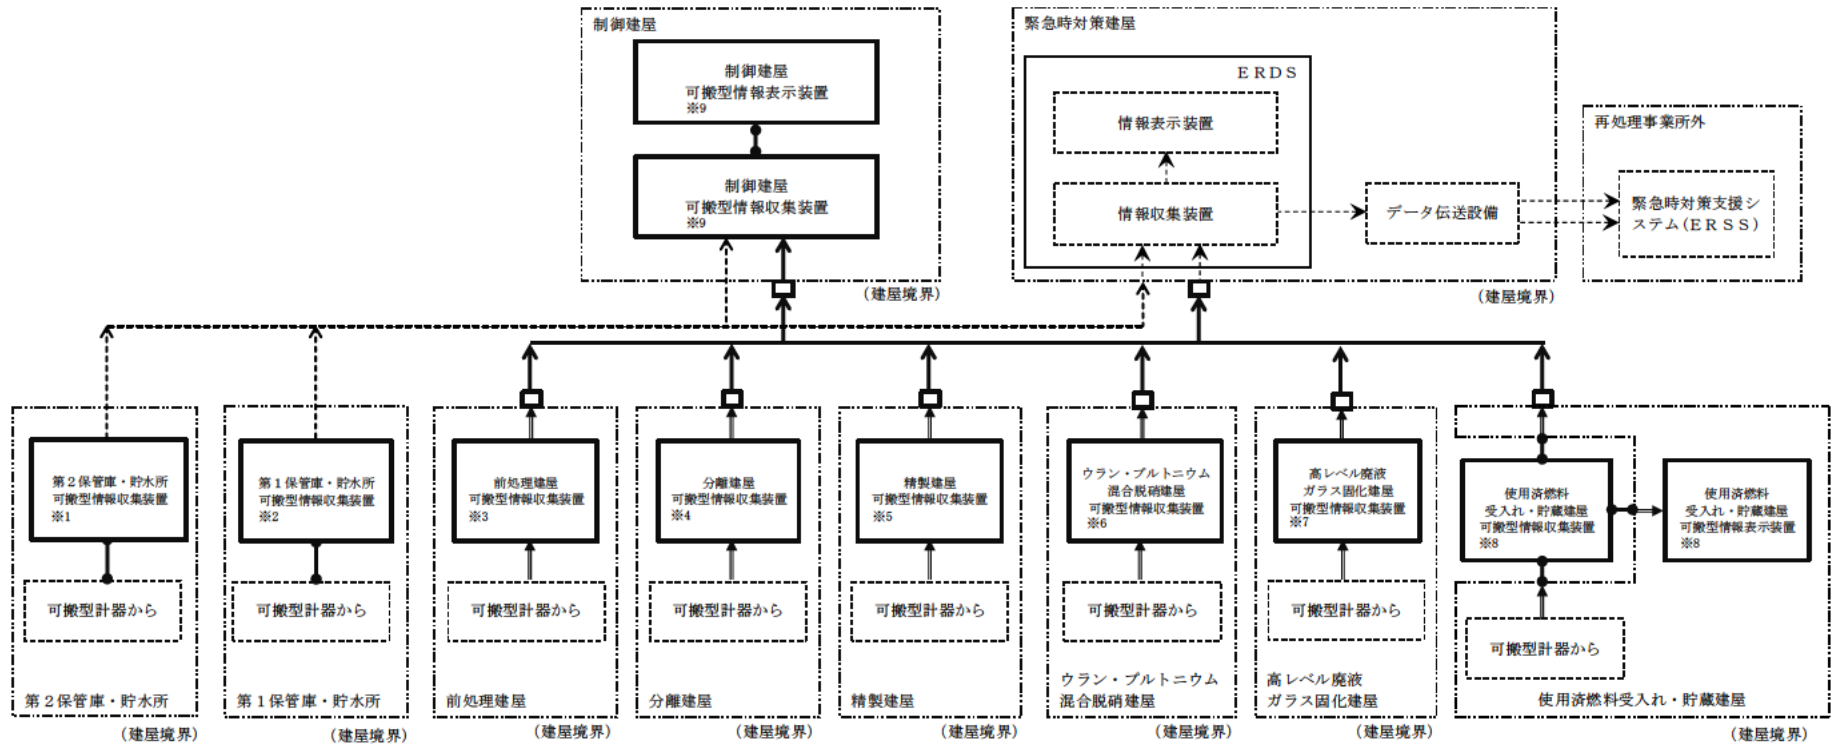 制御建屋
制御建屋
可搬型情報表示装置
※9
制御建屋
可搬型情報収集装置
※9
(建屋境界)
緊急時対策建屋
ERDS
情報表示装置
情報収集装置
データ伝送設備
(建屋境界)
再処理事業所外
緊急時対策支援シ
ステム(ERSS)
第2保管庫・貯水所
可搬型情報収集装置
※1
可搬型計器から
第2保管庫・貯水所
(建屋境界)
第1保管庫・貯水所
可搬型情報収集装置
※2
可搬型計器から
第1保管庫・貯水所
(建屋境界)
前処理建屋
可搬型情報収集装置
※3
可搬型計器から
前処理建屋
(建屋境界)
分離建屋
可搬型情報収集装置
※4
可搬型計器から
分離建屋
(建屋境界)
精製建屋
可搬型情報収集装置
※5
可搬型計器から
精製建屋
(建屋境界)
ウラン・プルトニウム
混合脱硝建屋
可搬型情報収集装置
※6
可搬型計器から
ウラン・プルトニウム
混合脱硝建屋
(建屋境界)
高レベル廃液
ガラス固化建屋
可搬型情報収集装置
※7
可搬型計器から
高レベル廃液
ガラス固化建屋
(建屋境界)
使用済燃料
受入れ・貯蔵建屋
可搬型情報収集装置
※8
使用済燃料
受入れ・貯蔵建屋
可搬型情報表示装置
※8
可搬型計器から
使用済燃料受入れ・貯蔵建屋
(建屋境界)